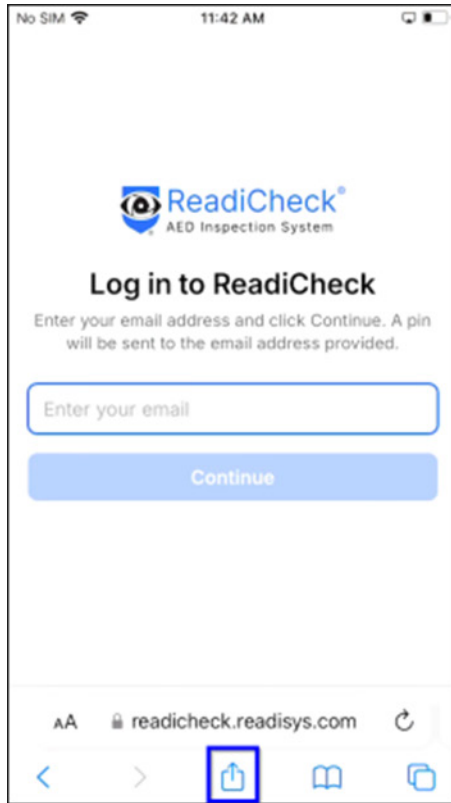 No SIM 11:42 AM
ReadiCheck®
AED Inspection System
Log in to ReadiCheck
Enter your email address and click Continue. A pin
will be sent to the email address provided.
Enter your email
Continue
AA readicheck.readisys.com